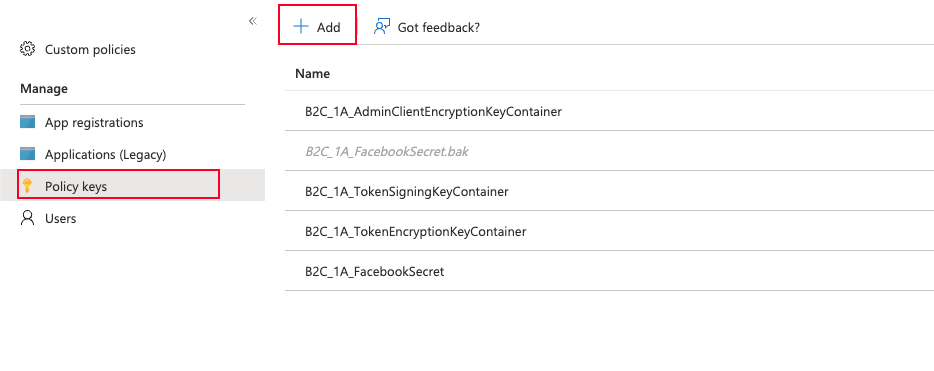 «
Custom policies
Manage
App registrations
Applications (Legacy)
Policy keys
Users
+ Add
Got feedback?
Name
B2C_1A_AdminClientEncryptionKeyContainer
B2C_1A_FacebookSecret.bak
B2C_1A_TokenSigningKeyContainer
B2C_1A_TokenEncryptionKeyContainer
B2C_1A_FacebookSecret